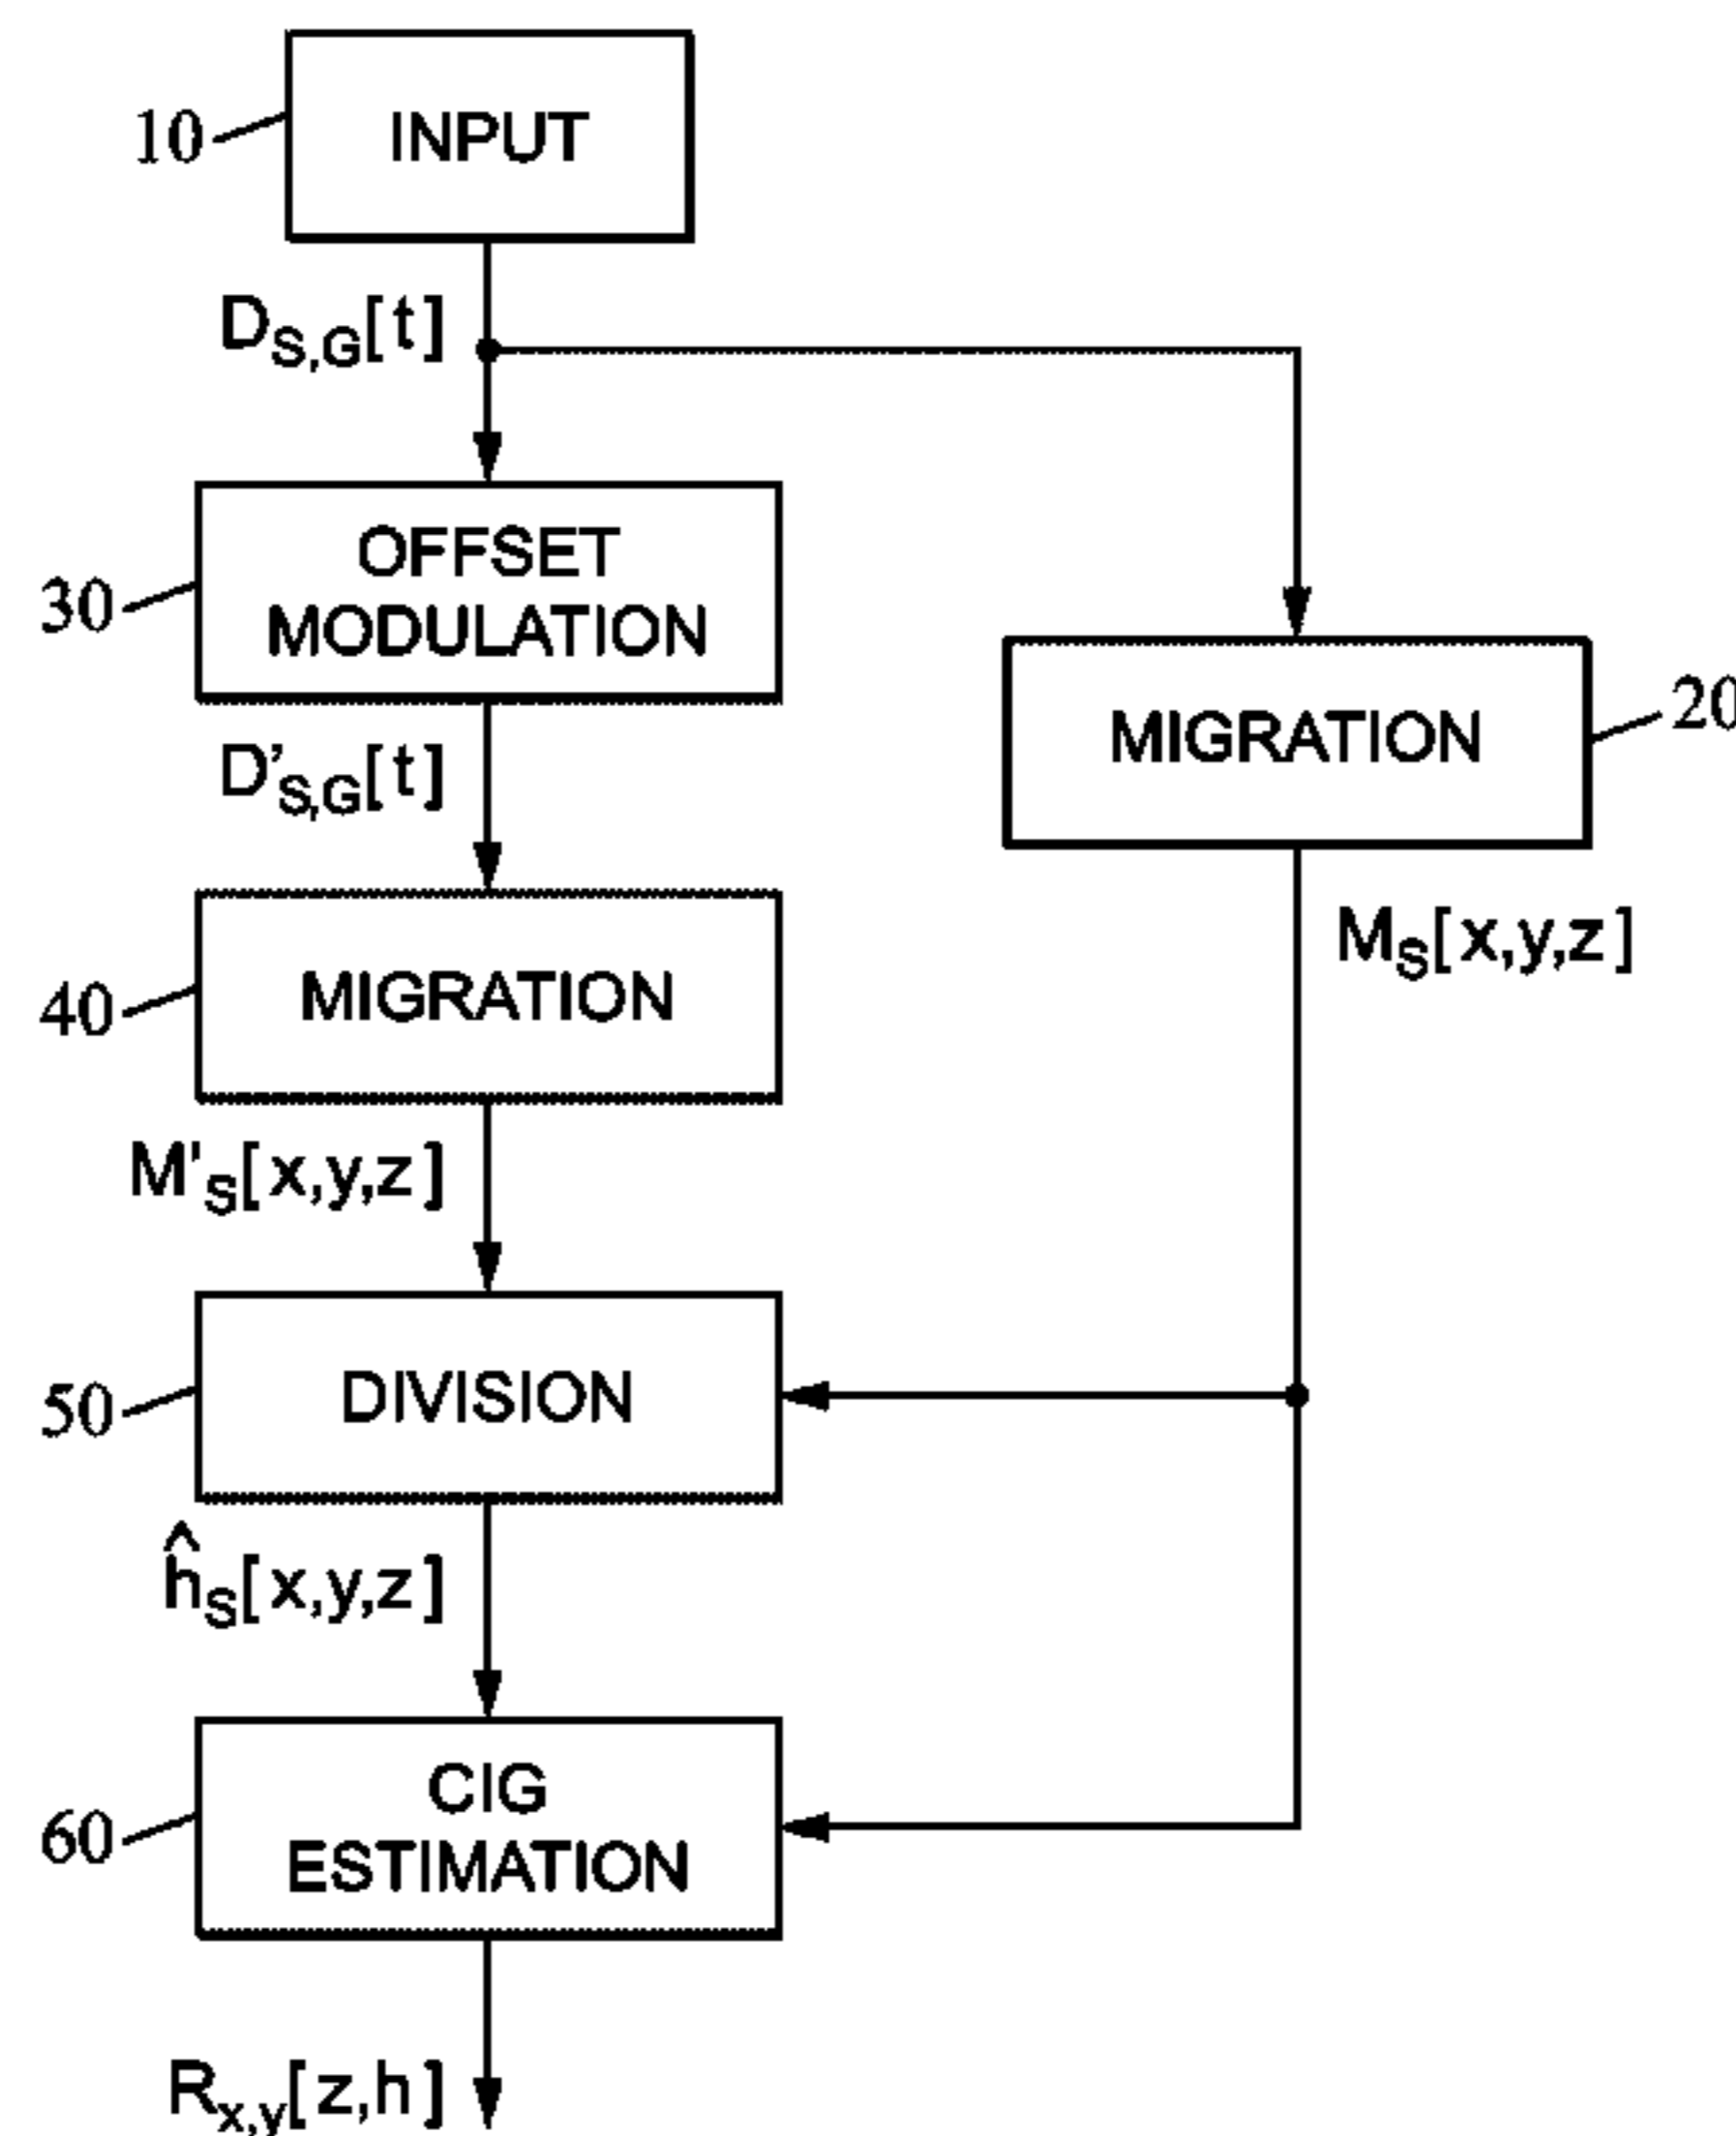 10
INPUT
D_S,G[t]
30
OFFSET
MODULATION
20
MIGRATION
D'_S,G[t]
M_S[x,y,z]
40
MIGRATION
M'_S[x,y,z]
50
DIVISION
ĥ_S[x,y,z]
60
CIG
ESTIMATION
R_x,y[z,h]